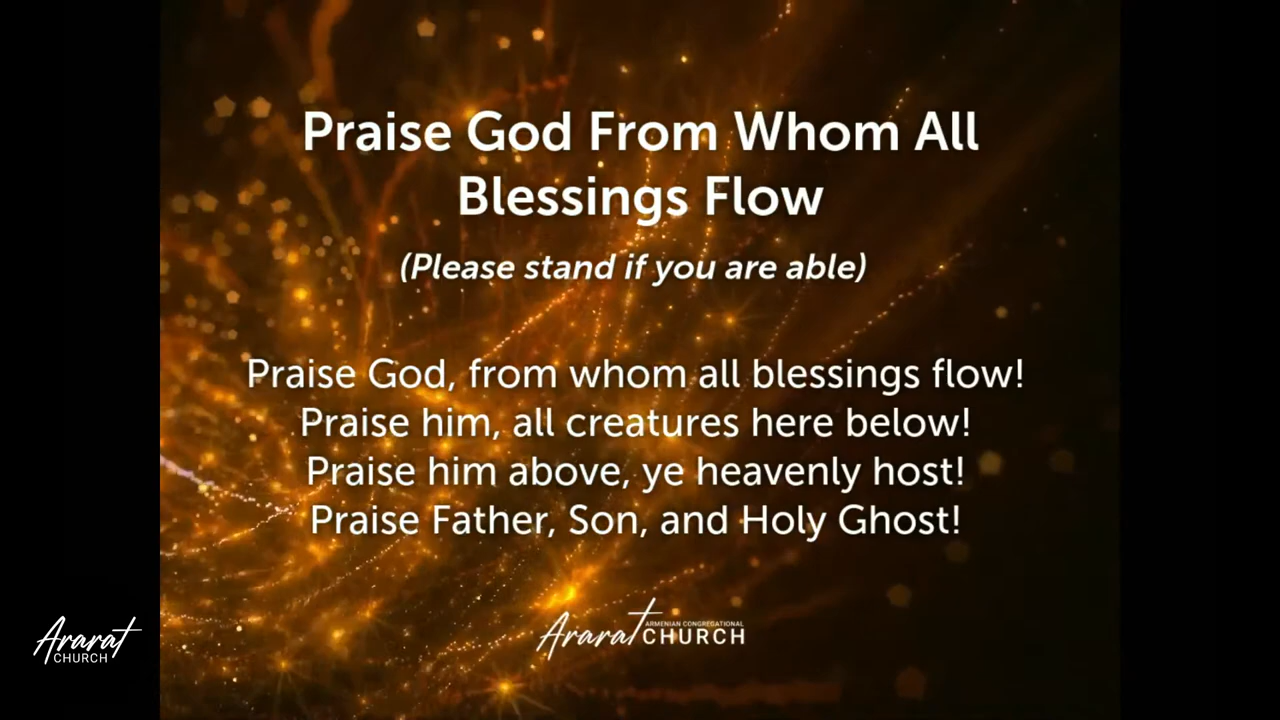 Praise God From Whom All
Blessings Flow
(Please stand if you are able)
Praise God, from whom all blessings flow!
Praise him, all creatures here below!
Praise him above, ye heavenly host!
Praise Father, Son, and Holy Ghost!
ARMENIAN CONGREGATIONAL
Ararat CHURCH
Ararat
CHURCH